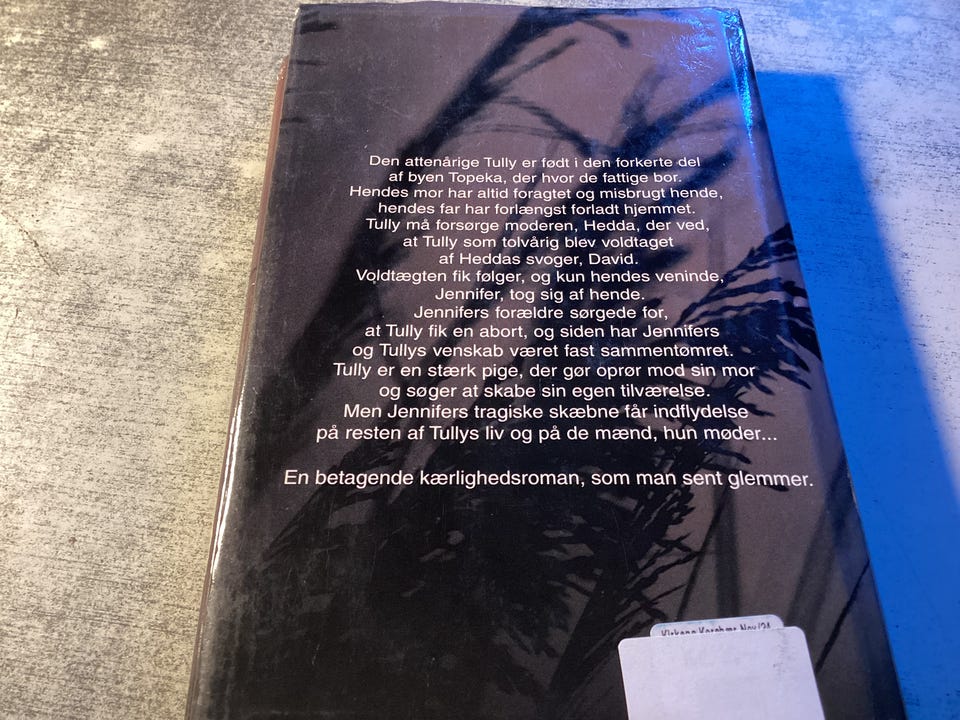 Den attenårige Tully er født i den forkerte del
af byen Topeka, der hvor de fattige bor.
Hendes mor har altid foragtet og misbrugt hende,
hendes far har forlængst forladt hjemmet.
Tully må forsørge moderen, Hedda, der ved,
at Tully som tolvårig blev voldtaget
af Heddas svoger, David.
Voldtægten fik følger, og kun hendes veninde,
Jennifer, tog sig af hende.
Jennifers forældre sørgede for,
at Tully fik en abort, og siden har Jennifers
og Tullys venskab været fast sammentømret.
Tully er en stærk pige, der gør oprør mod sin mor
og søger at skabe sin egen tilværelse.
Men Jennifers tragiske skæbne får indflydelse
på resten af Tullys liv og på de mænd, hun møder...
En betagende kærlighedsroman, som man sent glemmer.